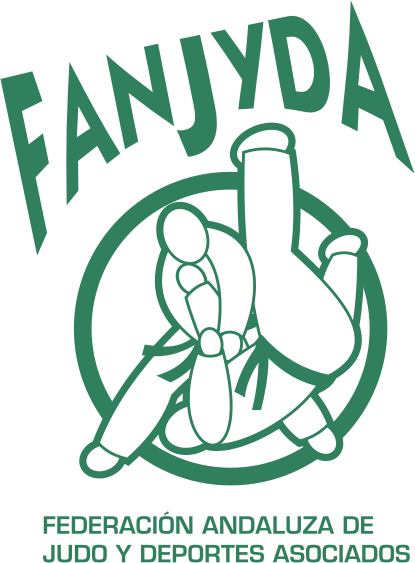 FANJYDA
FEDERACIÓN ANDALUZA DE
JUDO Y DEPORTES ASOCIADOS